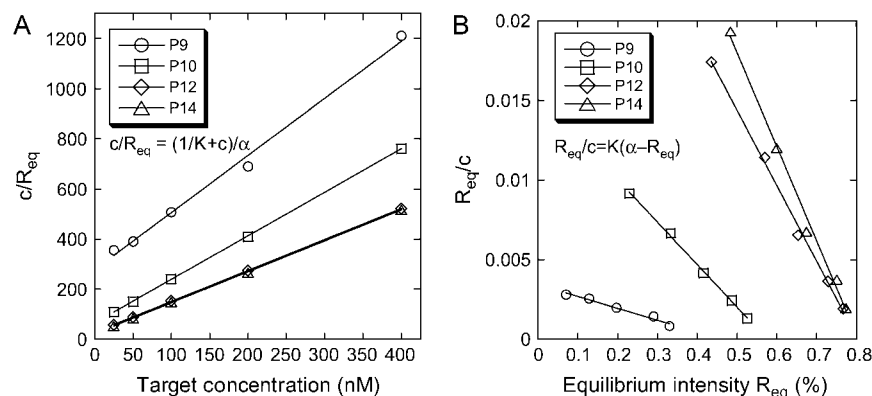 A
1200
1000
800
600
400
200
0
0 50 100 150 200 250 300 350 400
c/R_eq
Target concentration (nM)
P9
P10
P12
P14
c/R_eq = (1/K+c)/α
B
0.02
0.015
0.01
0.005
0
0 0.1 0.2 0.3 0.4 0.5 0.6 0.7 0.8
R_eq/c
Equilibrium intensity R_eq (%)
P9
P10
P12
P14
R_eq/c=K(α−R_eq)